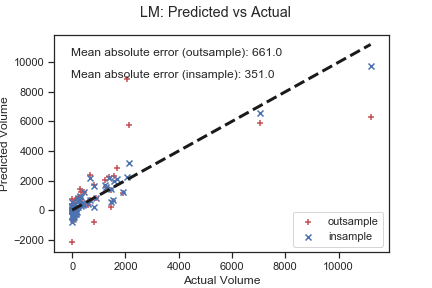 LM: Predicted vs Actual
Mean absolute error (outsample): 661.0
Mean absolute error (insample): 351.0
10000
8000
6000
4000
2000
0
−2000
Predicted Volume
0
2000
4000
6000
8000
10000
Actual Volume
outsample
insample